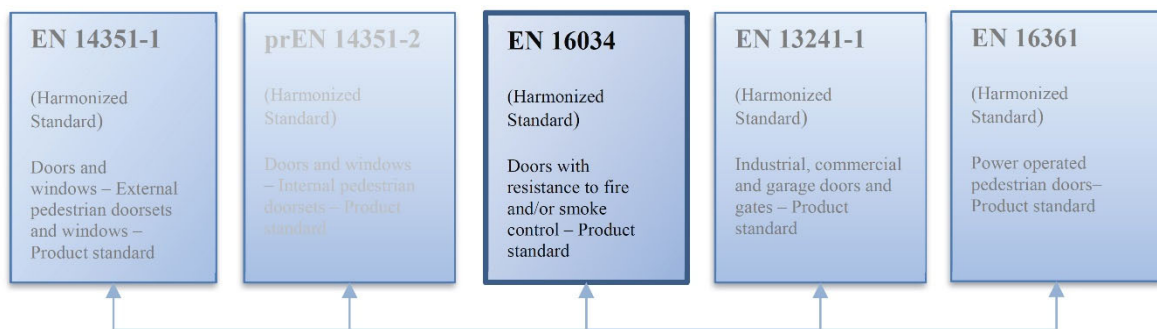 EN 14351-1
(Harmonized
Standard)
Doors and
windows – External
pedestrian doorsets
and windows –
Product standard
prEN 14351-2
(Harmonized
Standard)
Doors and windows
– Internal pedestrian
doorsets – Product
standard
EN 16034
(Harmonized
Standard)
Doors with
resistance to fire
and/or smoke
control – Product
standard
EN 13241-1
(Harmonized
Standard)
Industrial, commercial
and garage doors and
gates – Product
standard
EN 16361
(Harmonized
Standard)
Power operated
pedestrian doors–
Product standard